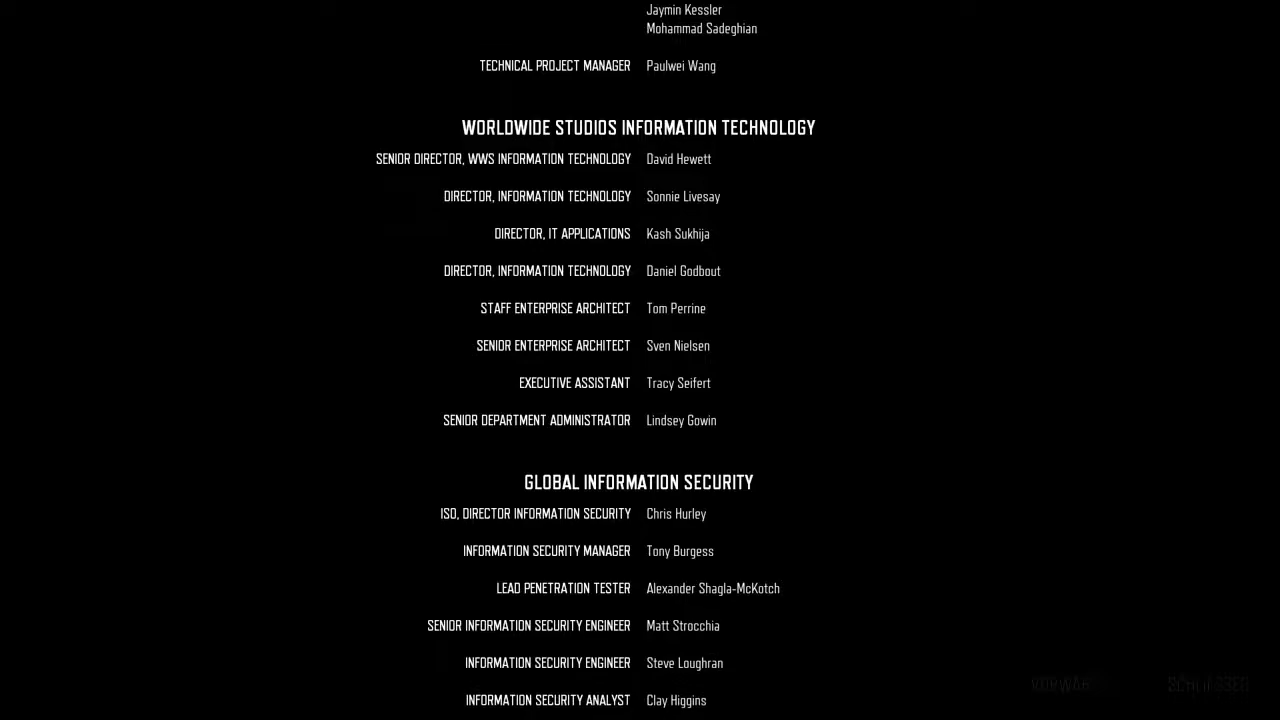 Jaymin Kessler
Mohammad Sadeghian
TECHNICAL PROJECT MANAGER Paulwei Wang
WORLDWIDE STUDIOS INFORMATION TECHNOLOGY
SENIOR DIRECTOR, WWS INFORMATION TECHNOLOGY David Hewett
DIRECTOR, INFORMATION TECHNOLOGY Sonnie Livesay
DIRECTOR, IT APPLICATIONS Kash Sukhija
DIRECTOR, INFORMATION TECHNOLOGY Daniel Godbout
STAFF ENTERPRISE ARCHITECT Tom Perrine
SENIOR ENTERPRISE ARCHITECT Sven Nielsen
EXECUTIVE ASSISTANT Tracy Seifert
SENIOR DEPARTMENT ADMINISTRATOR Lindsey Gowin
GLOBAL INFORMATION SECURITY
ISO, DIRECTOR INFORMATION SECURITY Chris Hurley
INFORMATION SECURITY MANAGER Tony Burgess
LEAD PENETRATION TESTER Alexander Shagla-McKotch
SENIOR INFORMATION SECURITY ENGINEER Matt Strocchia
INFORMATION SECURITY ENGINEER Steve Loughran
INFORMATION SECURITY ANALYST Clay Higgins